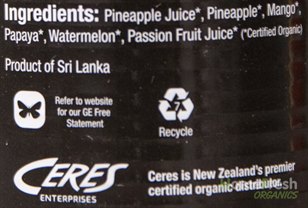 Ingredients: Pineapple Juice*, Pineapple*, Mango*,
Papaya*, Watermelon*, Passion Fruit Juice* (*Certified Organic)
Product of Sri Lanka
Refer to website
for our GE Free
Statement
7
Recycle
CERES
ENTERPRISES
Ceres is New Zealand's premier
certified organic distributor.
ORGANICS